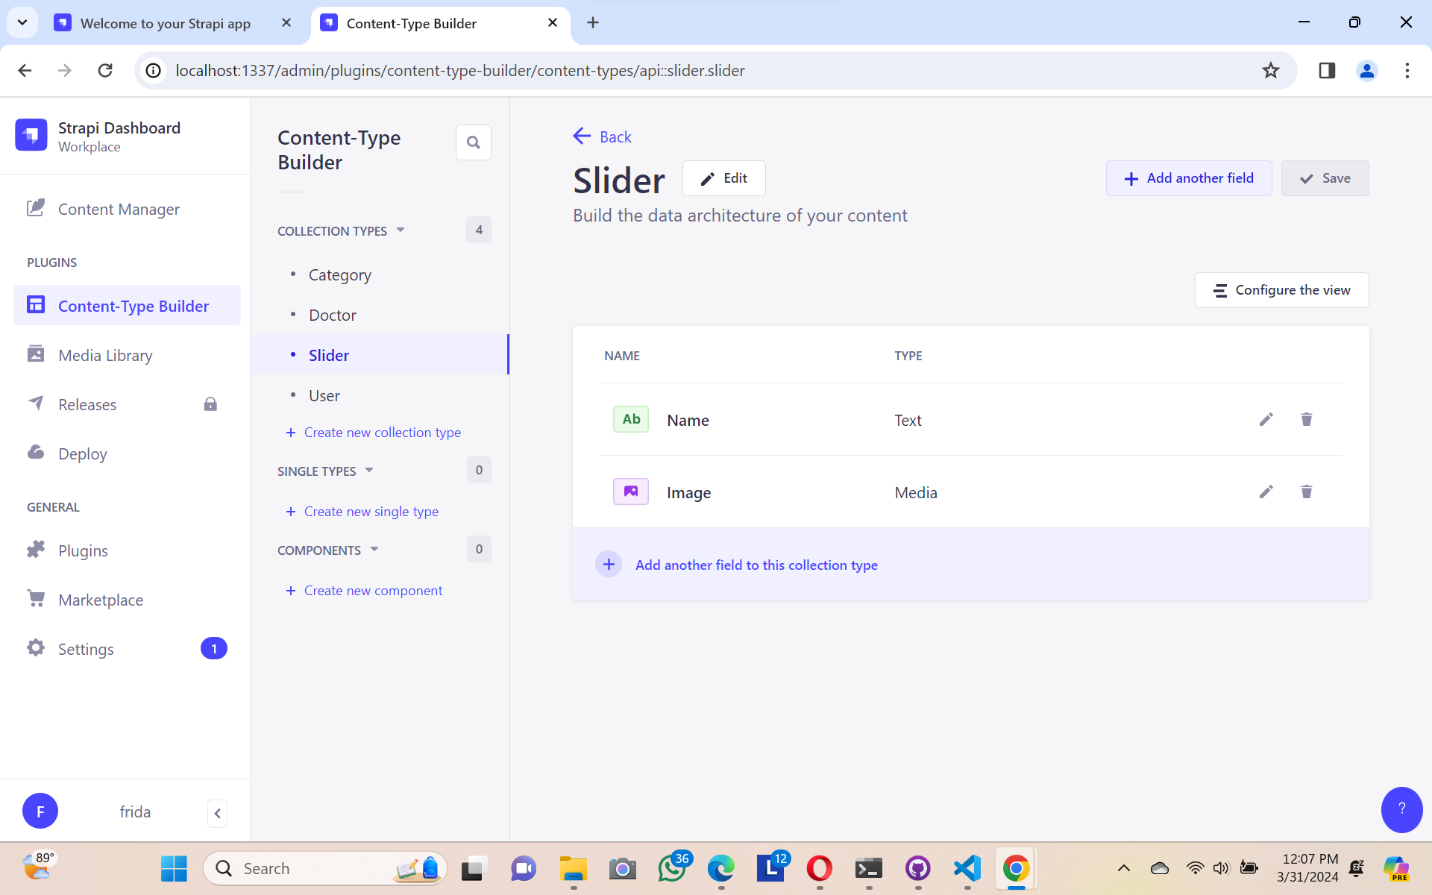 Welcome to your Strapi app
Content-Type Builder
localhost:1337/admin/plugins/content-type-builder/content-types/api::slider.slider
Strapi Dashboard
Workplace
Content Manager
PLUGINS
Content-Type Builder
Media Library
Releases
Deploy
GENERAL
Plugins
Marketplace
Settings
1
F
frida
Content-Type
Builder
COLLECTION TYPES
4
Category
Doctor
Slider
User
+ Create new collection type
SINGLE TYPES
0
+ Create new single type
COMPONENTS
0
+ Create new component
Back
Slider
Edit
Add another field
Save
Build the data architecture of your content
Configure the view
NAME
TYPE
Ab
Name
Text
Image
Media
+ Add another field to this collection type
?
89°
Search
36
L
12
12:07 PM
3/31/2024
PRE